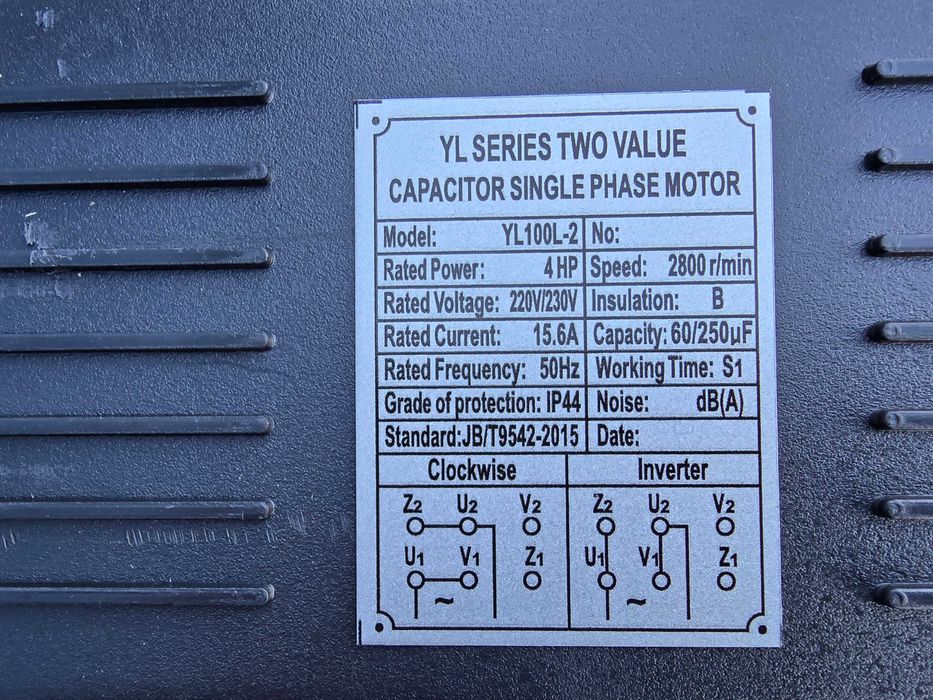 YL SERIES TWO VALUE
CAPACITOR SINGLE PHASE MOTOR
Model: YL100L-2 No:
Rated Power: 4 HP Speed: 2800 r/min
Rated Voltage: 220V/230V Insulation: B
Rated Current: 15.6A Capacity: 60/250µF
Rated Frequency: 50Hz Working Time: S1
Grade of protection: IP44 Noise: dB(A)
Standard:JB/T9542-2015 Date:
Clockwise Inverter
Z2 U2 V2 Z2 U2 V2
U1 V1 Z1 U1 V1 Z1
~ ~